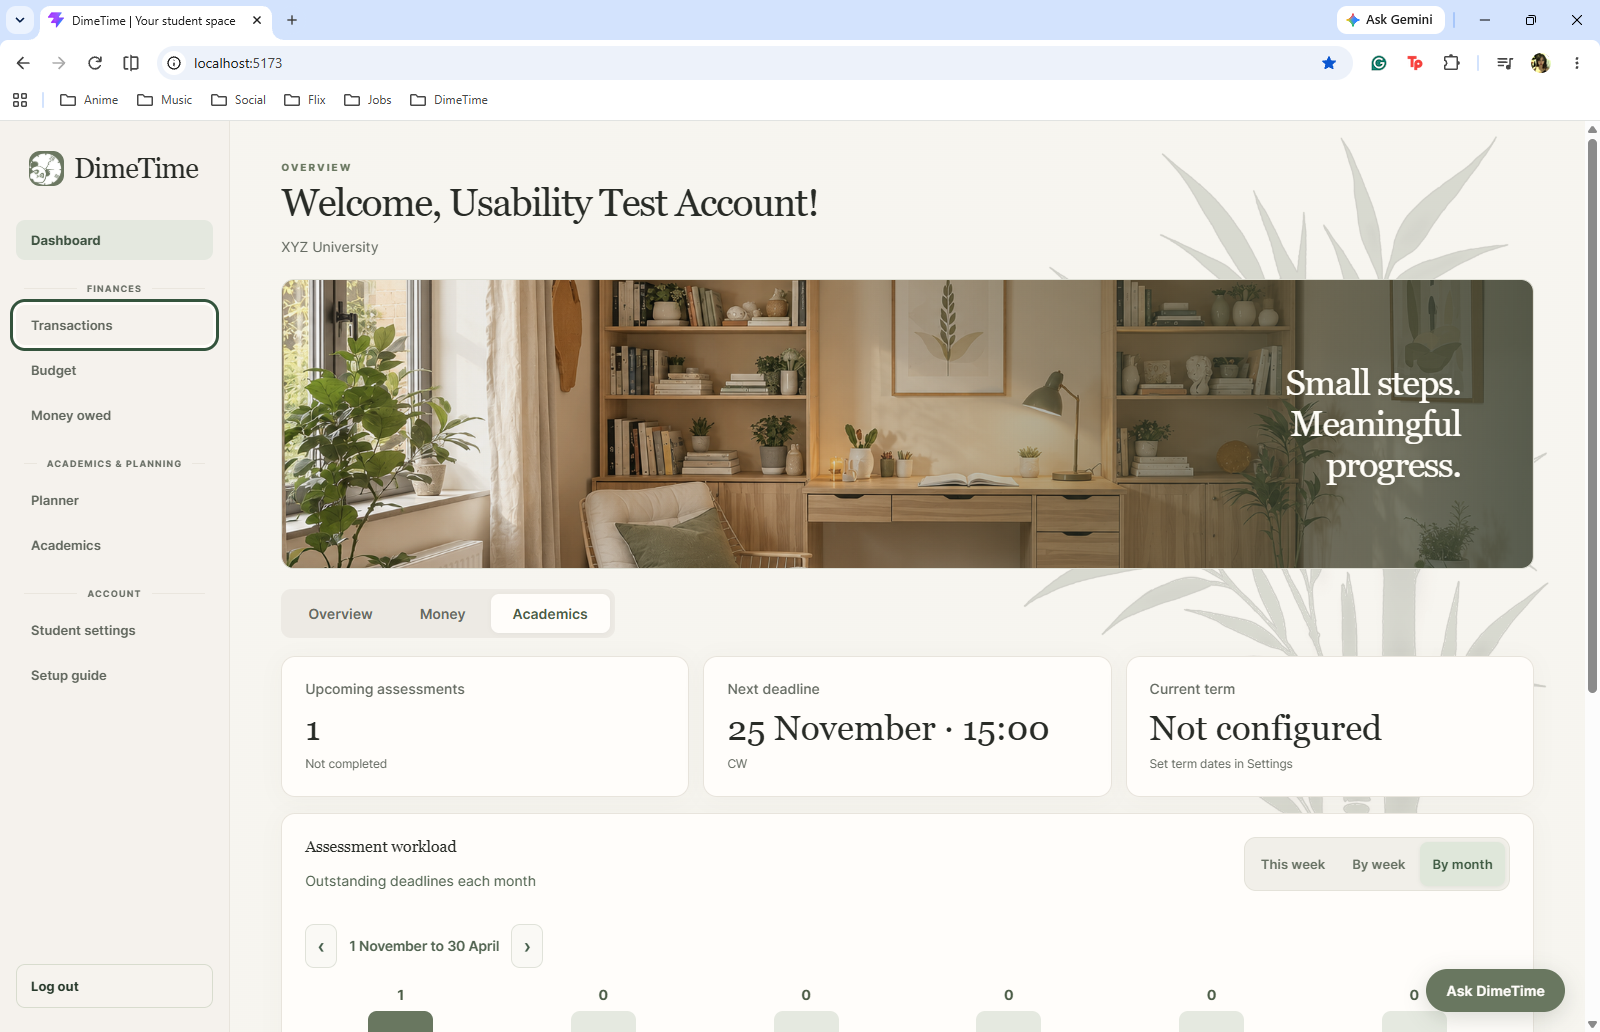 DimeTime | Your student space
Ask Gemini
localhost:5173
Anime
Music
Social
Flix
Jobs
DimeTime
DimeTime
Dashboard
FINANCES
Transactions
Budget
Money owed
ACADEMICS & PLANNING
Planner
Academics
ACCOUNT
Student settings
Setup guide
Log out
OVERVIEW
Welcome, Usability Test Account!
XYZ University
Small steps.
Meaningful
progress.
Overview
Money
Academics
Upcoming assessments
1
Not completed
Next deadline
25 November · 15:00
CW
Current term
Not configured
Set term dates in Settings
Assessment workload
Outstanding deadlines each month
This week
By week
By month
‹
1 November to 30 April
›
1
0
0
0
0
0
Ask DimeTime